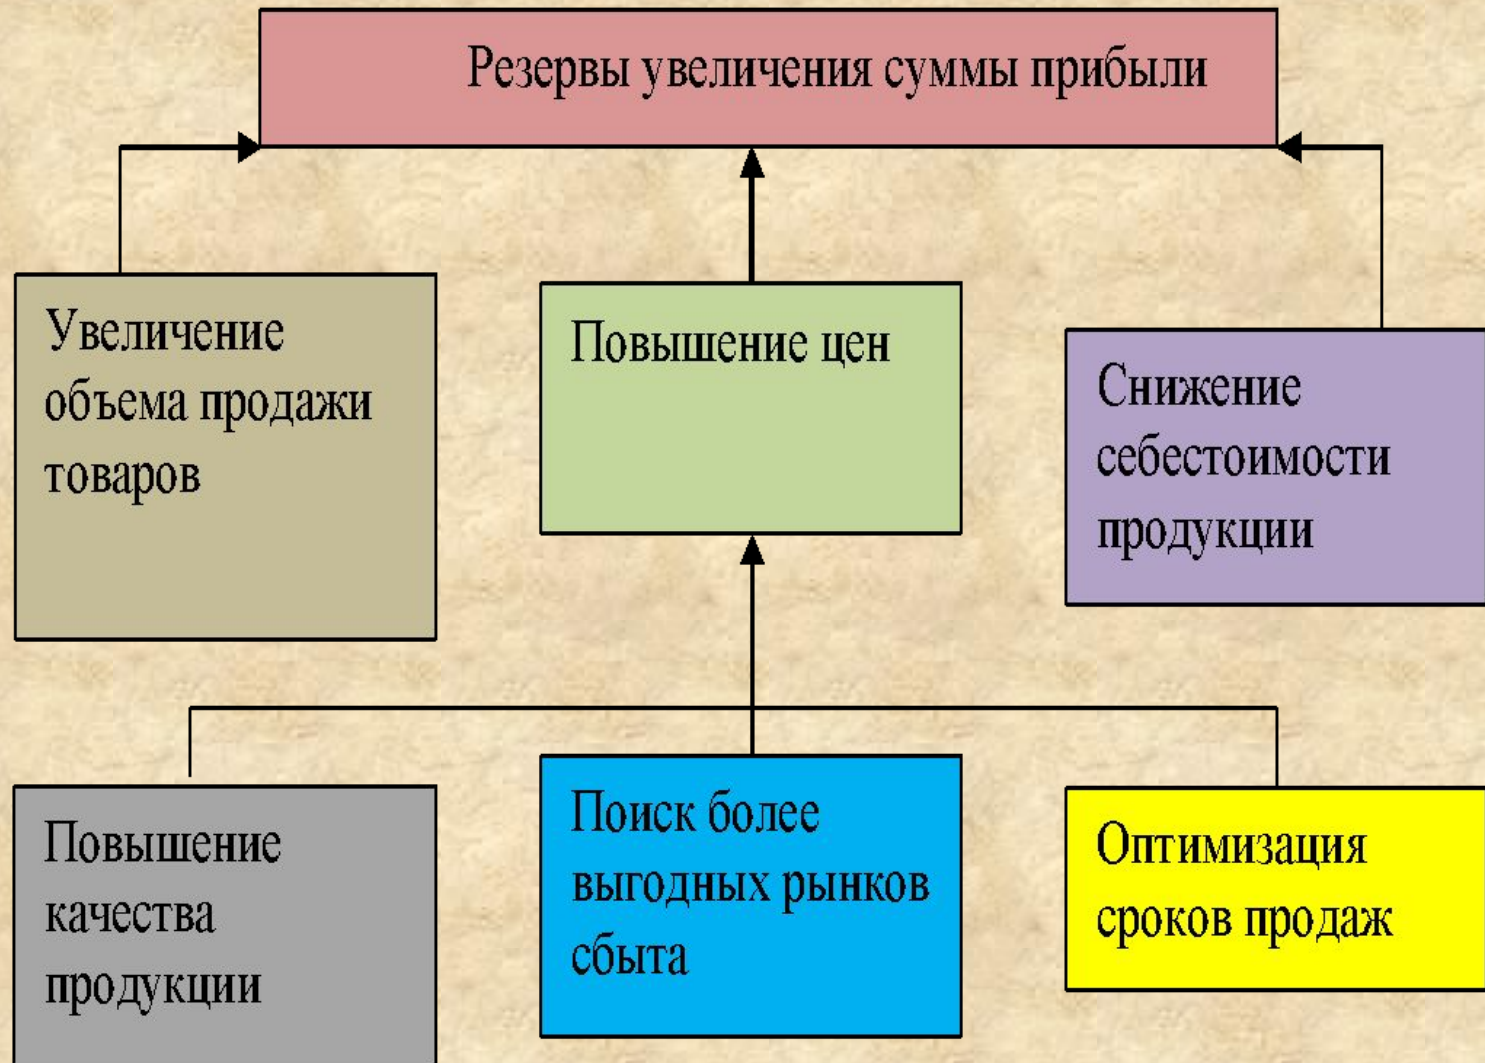 Резервы увеличения суммы прибыли
Увеличение
объема продажи
товаров
Повышение цен
Снижение
себестоимости
продукции
Повышение
качества
продукции
Поиск более
выгодных рынков
сбыта
Оптимизация
сроков продаж